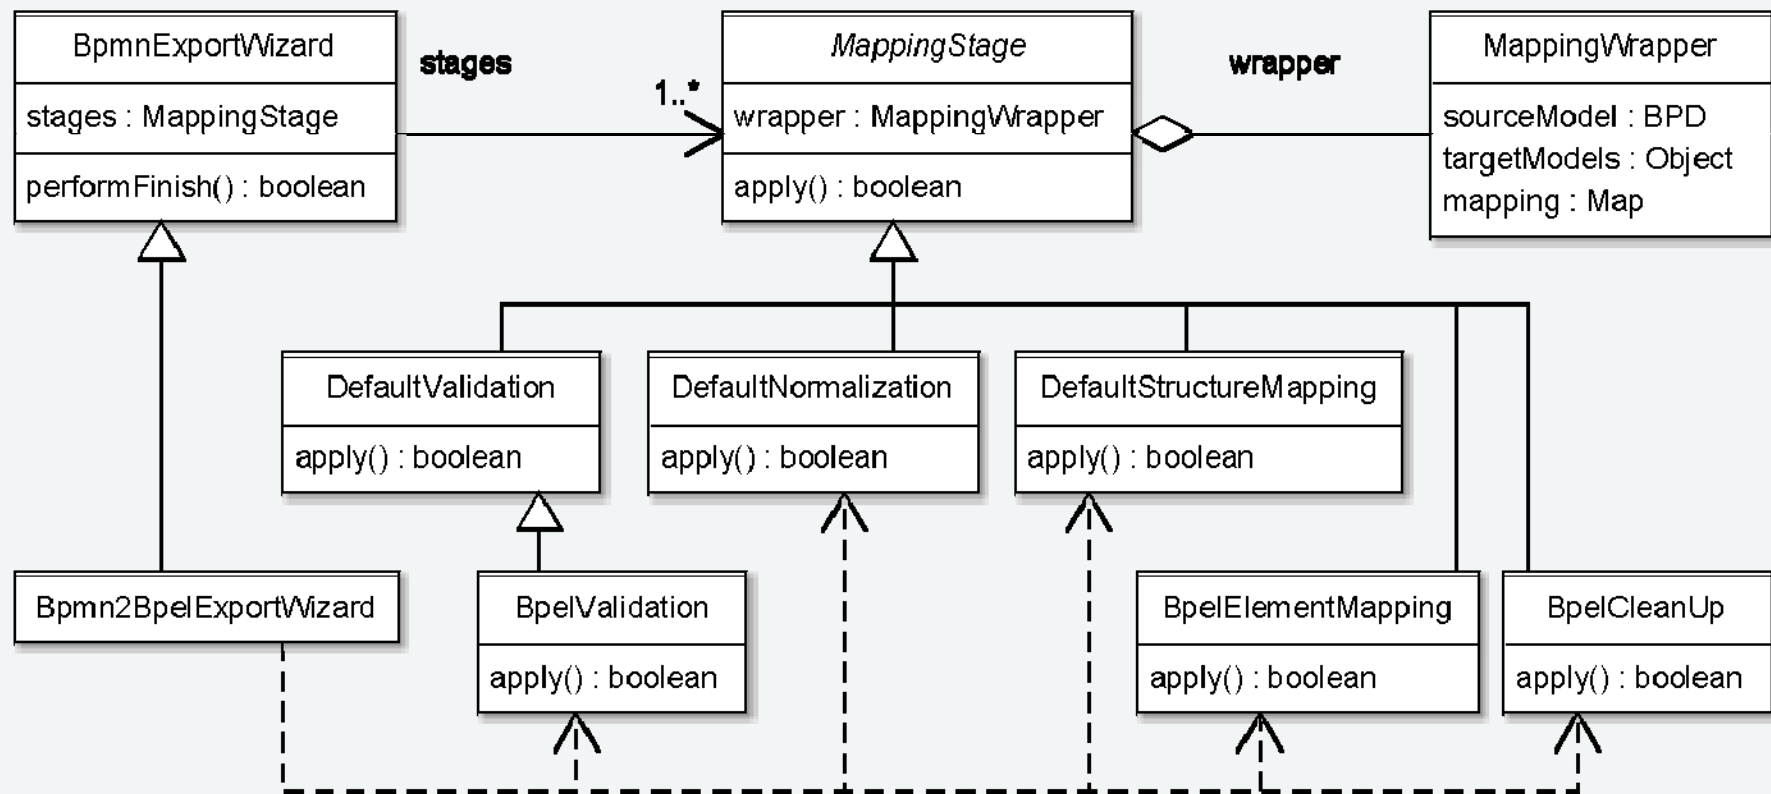 BpmnExportWizard
stages : MappingStage
performFinish() : boolean
stages
1..*
MappingStage
wrapper : MappingWrapper
apply() : boolean
wrapper
MappingWrapper
sourceModel : BPD
targetModels : Object
mapping : Map
DefaultValidation
apply() : boolean
DefaultNormalization
apply() : boolean
DefaultStructureMapping
apply() : boolean
Bpmn2BpelExportWizard
BpelValidation
apply() : boolean
BpelElementMapping
apply() : boolean
BpelCleanUp
apply() : boolean